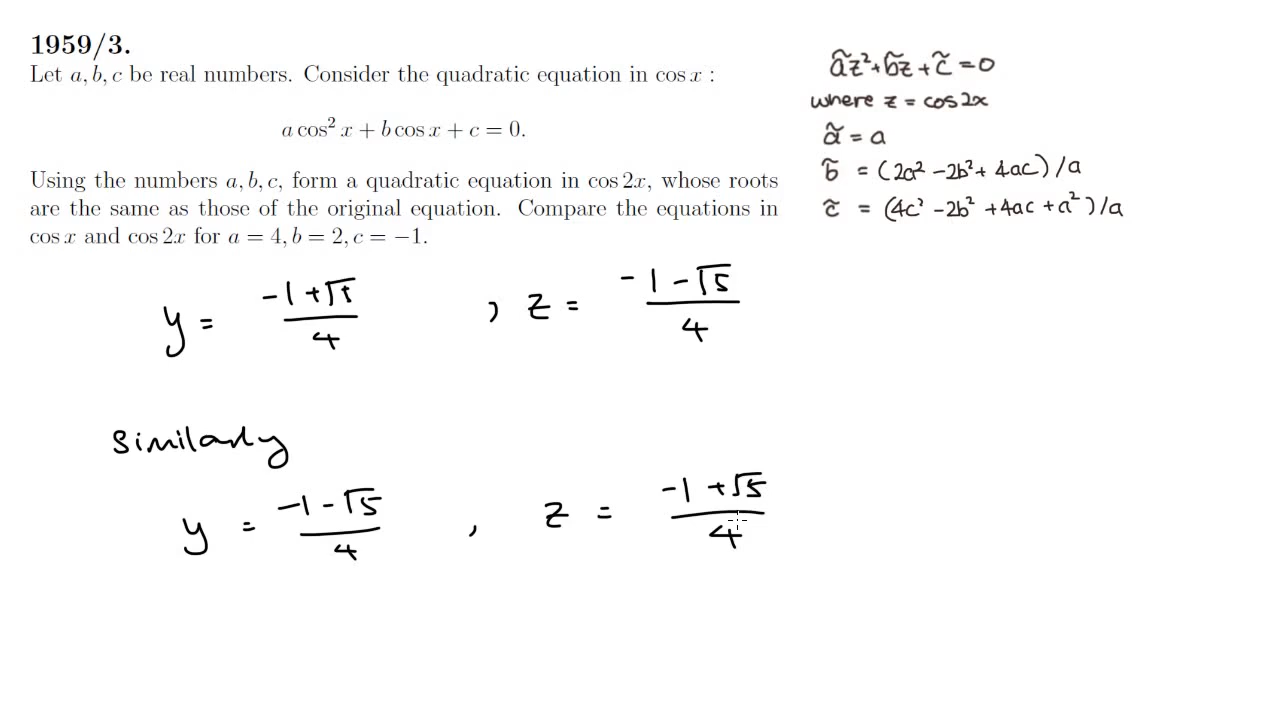 1959/3.
Let a, b, c be real numbers. Consider the quadratic equation in cos x :
a cos² x + b cos x + c = 0.
Using the numbers a, b, c, form a quadratic equation in cos 2x, whose roots
are the same as those of the original equation. Compare the equations in
cos x and cos 2x for a = 4, b = 2, c = −1.
ãz² + b̃z + c̃ = 0
where z = cos2x
ã = a
b̃ = (2a² - 2b² + 4ac)/a
c̃ = (4c² - 2b² + 4ac + a²)/a
y = (-1 + √5)/4 , z = (-1 - √5)/4
Similarly
y = (-1 - √5)/4 , z = (-1 + √5)/4